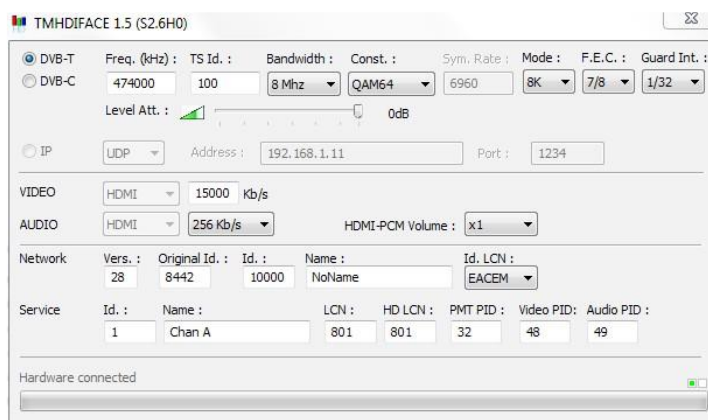 TMHDIFACE 1.5 (S2.6H0)
DVB-T Freq. (kHz) : TS Id. : Bandwidth : Const. : Sym. Rate : Mode : F.E.C. : Guard Int. :
DVB-C 474000 100 8 Mhz QAM64 6960 8K 7/8 1/32
Level Att. : 0dB
IP UDP Address : 192.168.1.11 Port : 1234
VIDEO HDMI 15000 Kb/s
AUDIO HDMI 256 Kb/s HDMI-PCM Volume : x1
Network Vers. : Original Id. : Id. : Name : Id. LCN :
28 8442 10000 NoName EACEM
Service Id. : Name : LCN : HD LCN : PMT PID : Video PID: Audio PID :
1 Chan A 801 801 32 48 49
Hardware connected